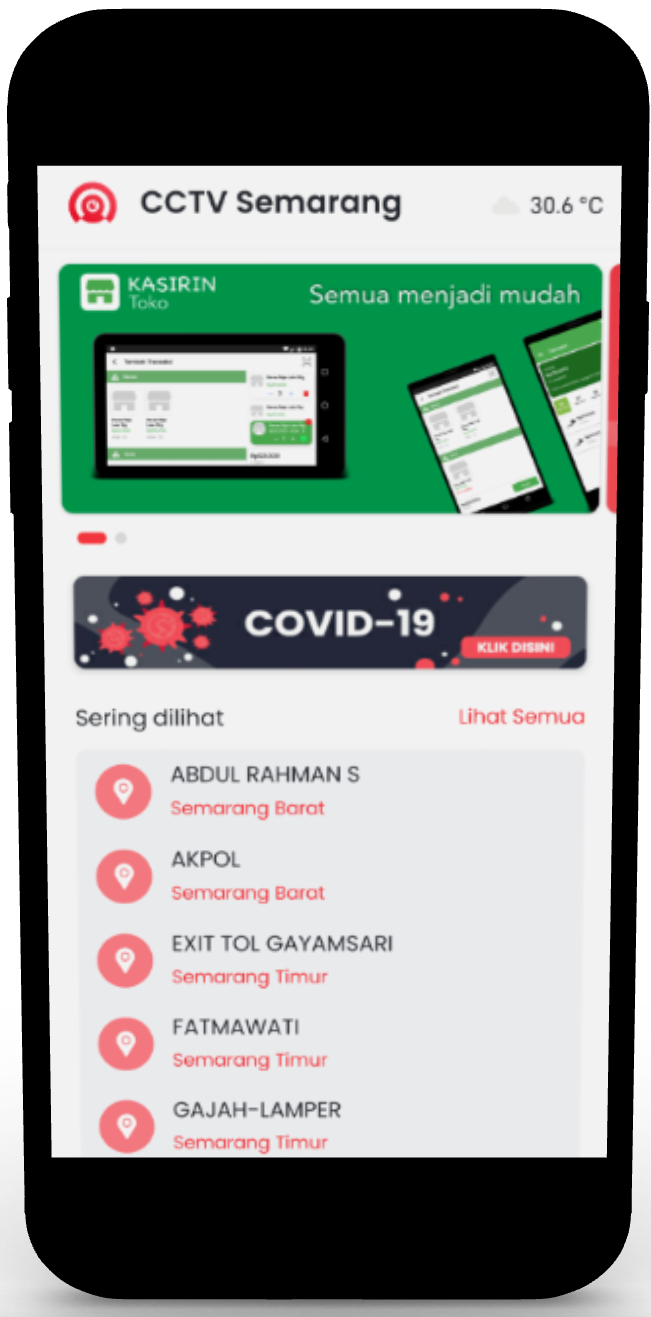 CCTV Semarang
30.6 °C
KASIRIN
Toko
Semua menjadi mudah
COVID-19
KLIK DISINI
Sering dilihat
Lihat Semua
ABDUL RAHMAN S
Semarang Barat
AKPOL
Semarang Barat
EXIT TOL GAYAMSARI
Semarang Timur
FATMAWATI
Semarang Timur
GAJAH-LAMPER
Semarang Timur